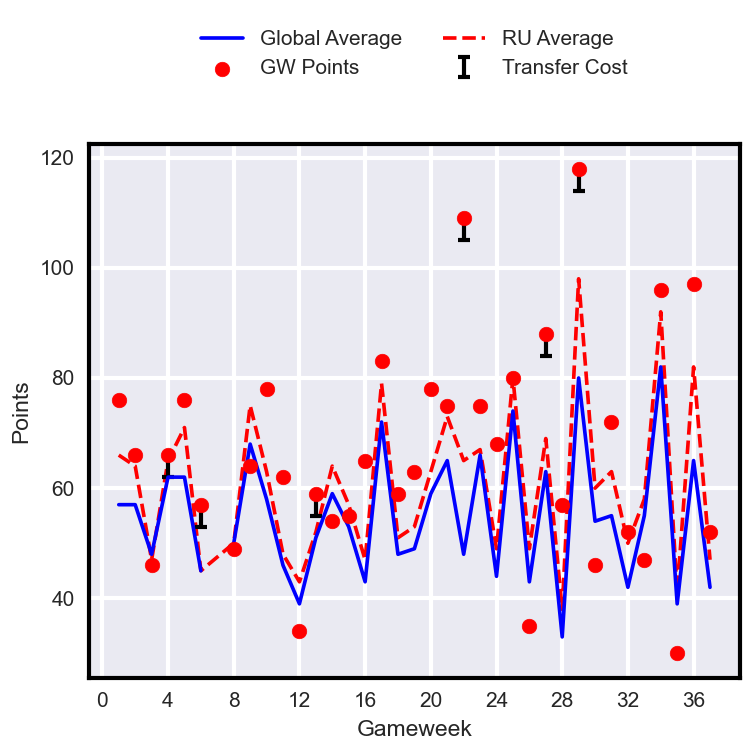 Global Average
RU Average
GW Points
Transfer Cost
120
100
80
60
40
Points
0 4 8 12 16 20 24 28 32 36
Gameweek